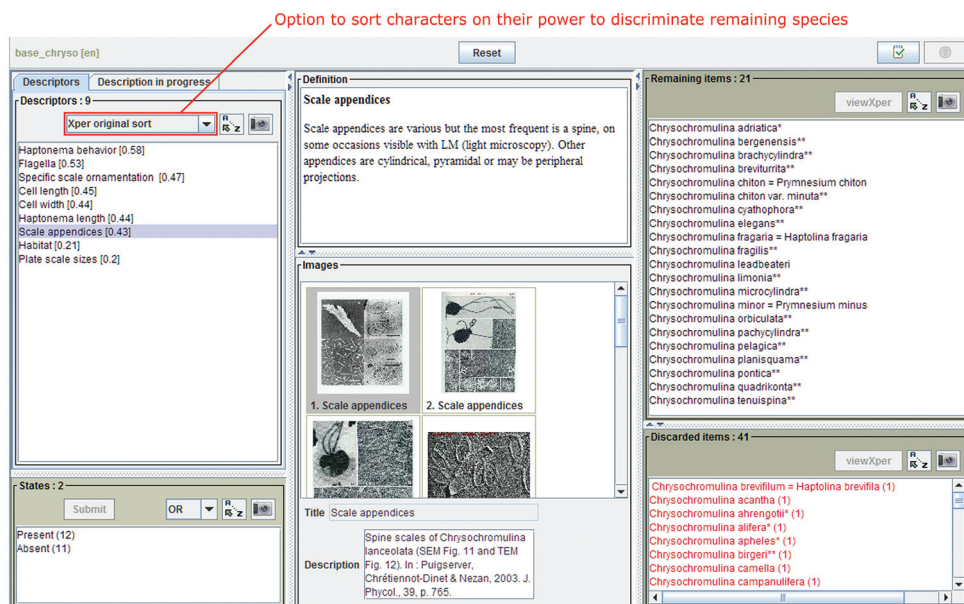 Option to sort characters on their power to discriminate remaining species
base_chryso [en]
Reset
Descriptors
Description in progress
Descriptors : 9
Xper original sort
A
Z
Haptonema behavior [0.58]
Flagella [0.53]
Specific scale ornamentation [0.47]
Cell length [0.45]
Cell width [0.44]
Haptonema length [0.44]
Scale appendices [0.43]
Habitat [0.21]
Plate scale sizes [0.2]
States : 2
Submit
OR
A
Z
Present (12)
Absent (11)
Definition
Scale appendices
Scale appendices are various but the most frequent is a spine, on
some occasions visible with LM (light microscopy). Other
appendices are cylindrical, pyramidal or may be peripheral
projections.
Images
1. Scale appendices
2. Scale appendices
Title Scale appendices
Description
Spine scales of Chrysochromulina
lanceolata (SEM Fig. 11 and TEM
Fig. 12). In : Puigserver,
Chrétiennot-Dinet & Nezan, 2003. J.
Phycol., 39, p. 765.
Remaining items : 21
viewXper
A
Z
Chrysochromulina adriatica*
Chrysochromulina bergenensis**
Chrysochromulina brachycylindra**
Chrysochromulina breviturrita**
Chrysochromulina chiton = Prymnesium chiton
Chrysochromulina chiton var. minuta**
Chrysochromulina cyathophora**
Chrysochromulina elegans**
Chrysochromulina fragaria = Haptolina fragaria
Chrysochromulina fragilis**
Chrysochromulina leadbeateri
Chrysochromulina limonia**
Chrysochromulina microcylindra**
Chrysochromulina minor = Prymnesium minus
Chrysochromulina orbiculata**
Chrysochromulina pachycylindra**
Chrysochromulina pelagica**
Chrysochromulina planisquama**
Chrysochromulina pontica**
Chrysochromulina quadrikonta**
Chrysochromulina tenuispina**
Discarded items : 41
viewXper
A
Z
Chrysochromulina brevifilum = Haptolina brevifila (1)
Chrysochromulina acantha (1)
Chrysochromulina ahrengotii* (1)
Chrysochromulina alifera* (1)
Chrysochromulina apheles* (1)
Chrysochromulina birgeri** (1)
Chrysochromulina camella (1)
Chrysochromulina campanulifera (1)